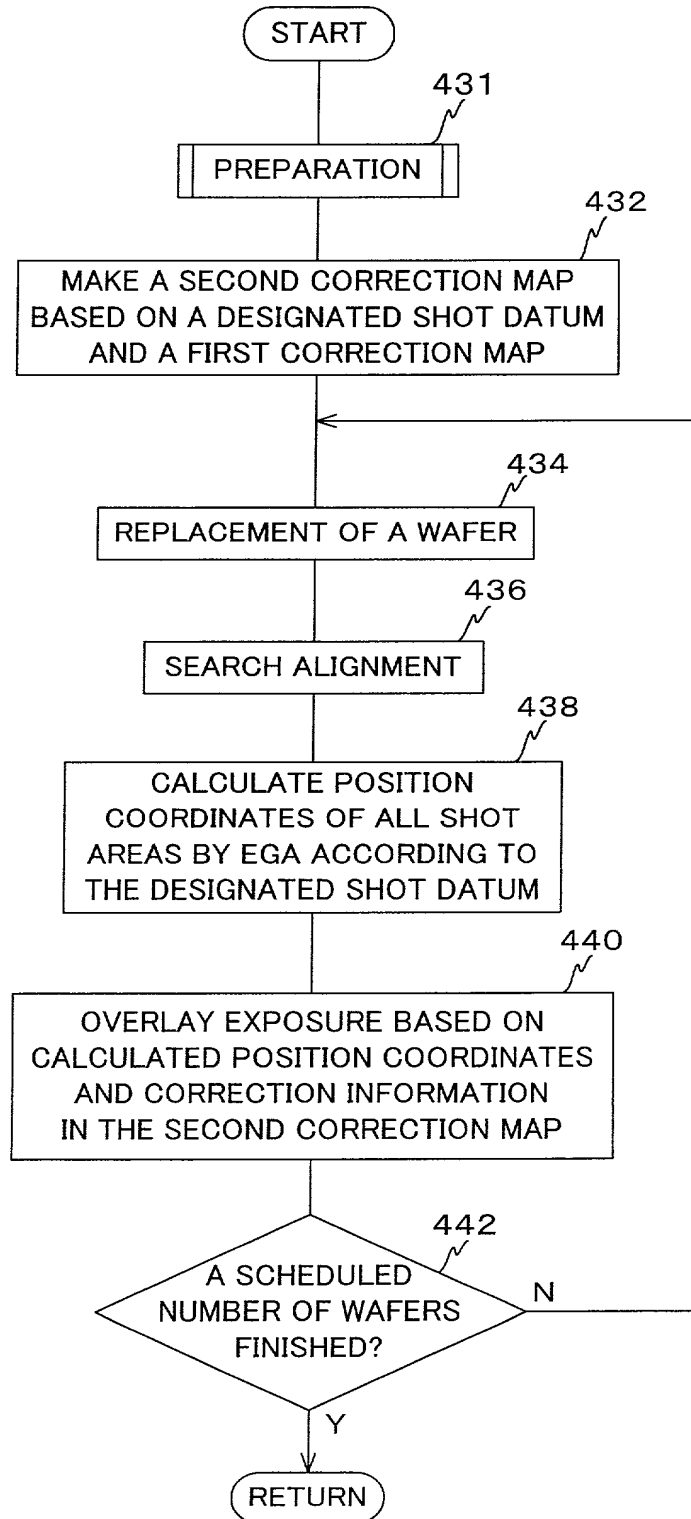 START
431
PREPARATION
432
MAKE A SECOND CORRECTION MAP
BASED ON A DESIGNATED SHOT DATUM
AND A FIRST CORRECTION MAP
434
REPLACEMENT OF A WAFER
436
SEARCH ALIGNMENT
438
CALCULATE POSITION
COORDINATES OF ALL SHOT
AREAS BY EGA ACCORDING TO
THE DESIGNATED SHOT DATUM
440
OVERLAY EXPOSURE BASED ON
CALCULATED POSITION COORDINATES
AND CORRECTION INFORMATION
IN THE SECOND CORRECTION MAP
442
A SCHEDULED
NUMBER OF WAFERS
FINISHED?
N
Y
RETURN